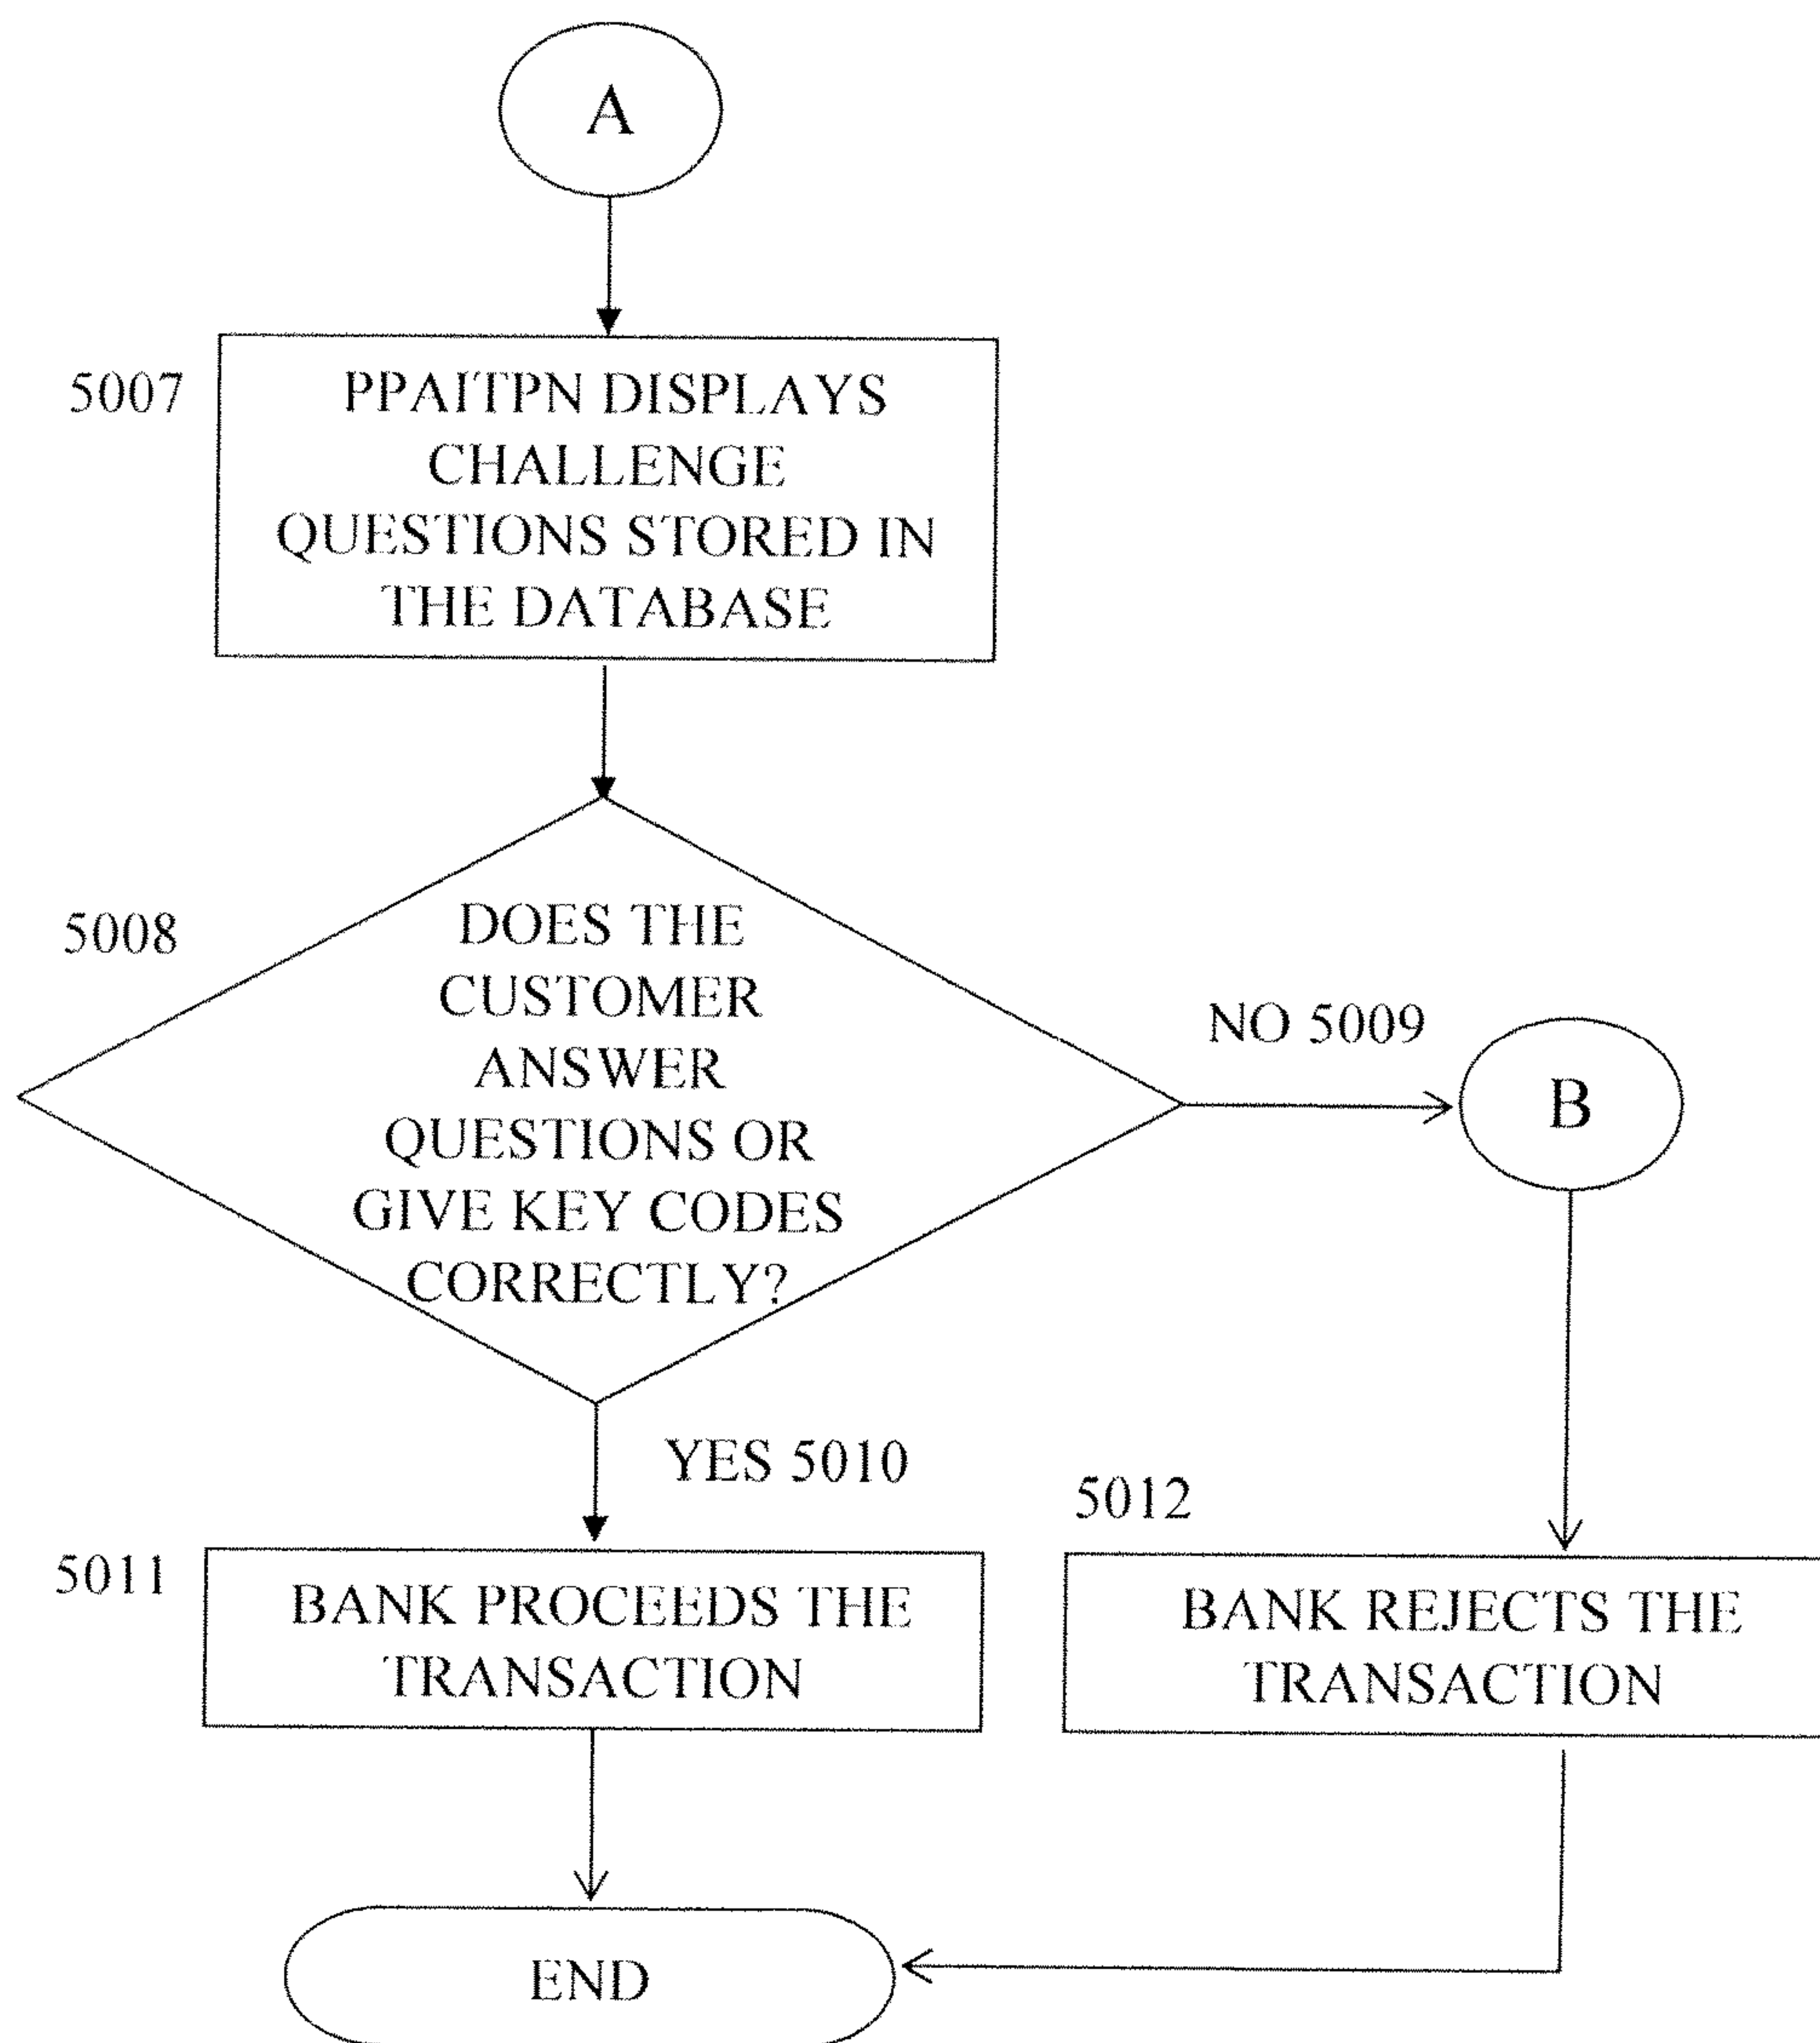 A
5007
PPAITPN DISPLAYS
CHALLENGE
QUESTIONS STORED IN
THE DATABASE
5008
DOES THE
CUSTOMER
ANSWER
QUESTIONS OR
GIVE KEY CODES
CORRECTLY?
NO 5009
B
YES 5010
5011
BANK PROCEEDS THE
TRANSACTION
5012
BANK REJECTS THE
TRANSACTION
END